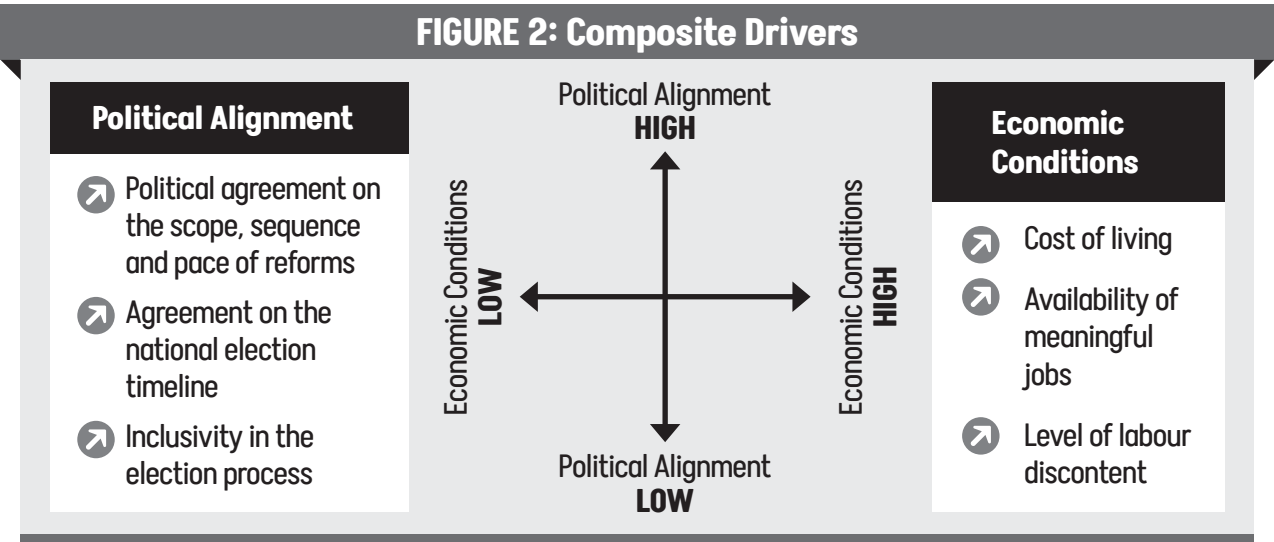 FIGURE 2: Composite Drivers
Political Alignment
Political agreement on
the scope, sequence
and pace of reforms
Agreement on the
national election
timeline
Inclusivity in the
election process
Political Alignment
HIGH
Economic Conditions
LOW
Economic Conditions
HIGH
Political Alignment
LOW
Economic
Conditions
Cost of living
Availability of
meaningful
jobs
Level of labour
discontent